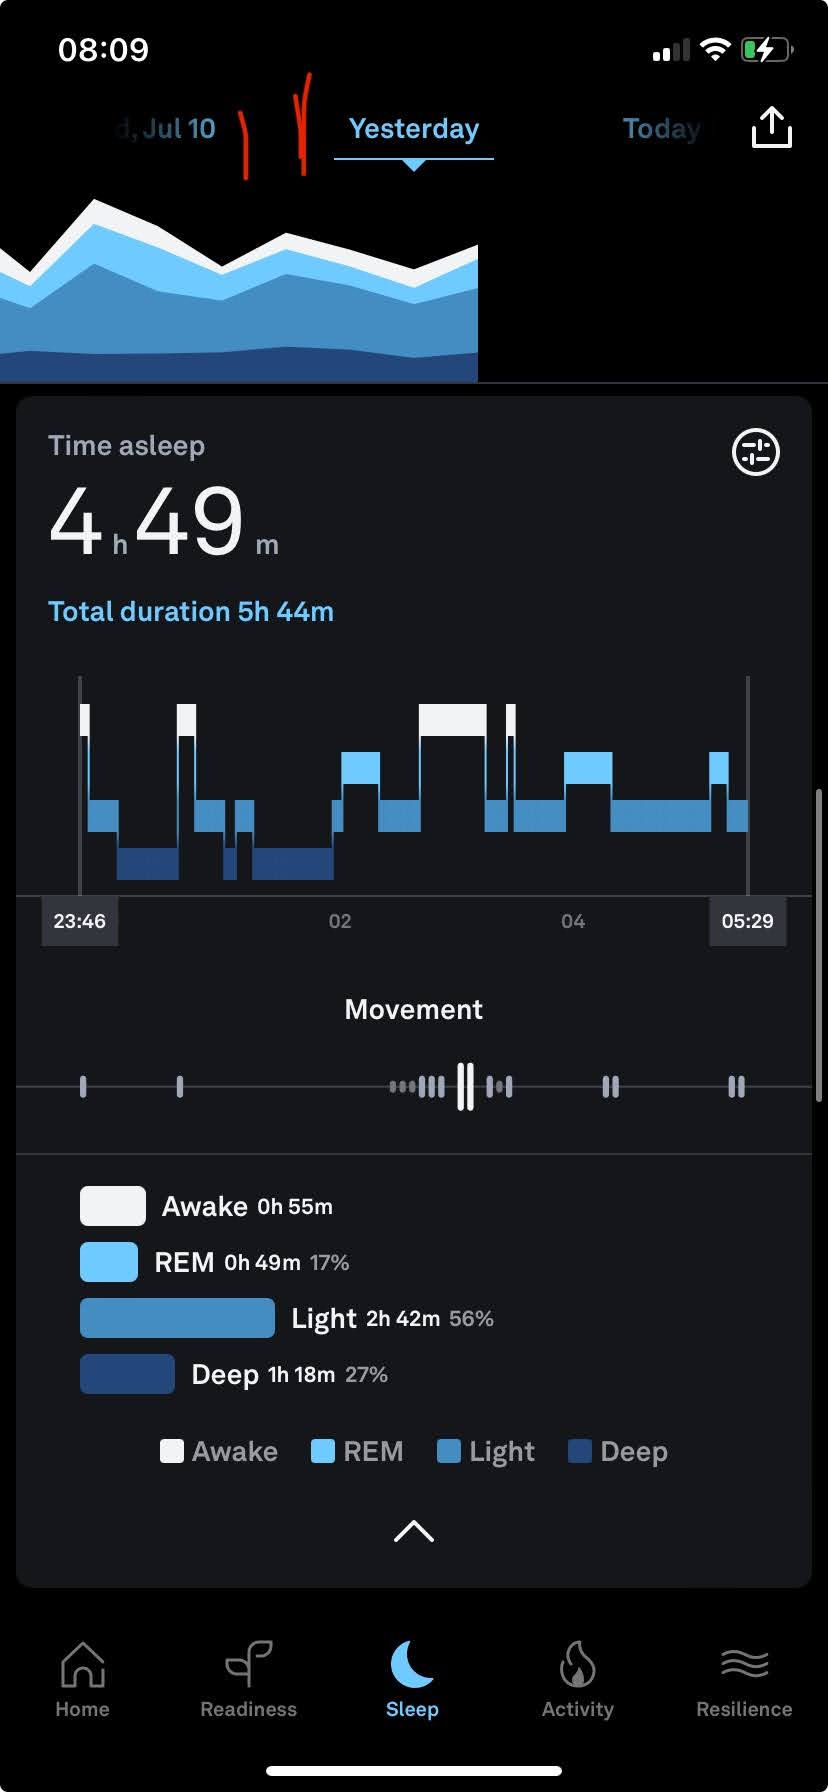 08:09
d, Jul 10 Yesterday Today
Time asleep
4 h 49 m
Total duration 5h 44m
23:46 02 04 05:29
Movement
Awake 0h 55m
REM 0h 49m 17%
Light 2h 42m 56%
Deep 1h 18m 27%
Awake REM Light Deep
Home Readiness Sleep Activity Resilience